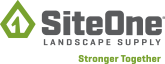 SiteOne®
LANDSCAPE SUPPLY
Stronger Together